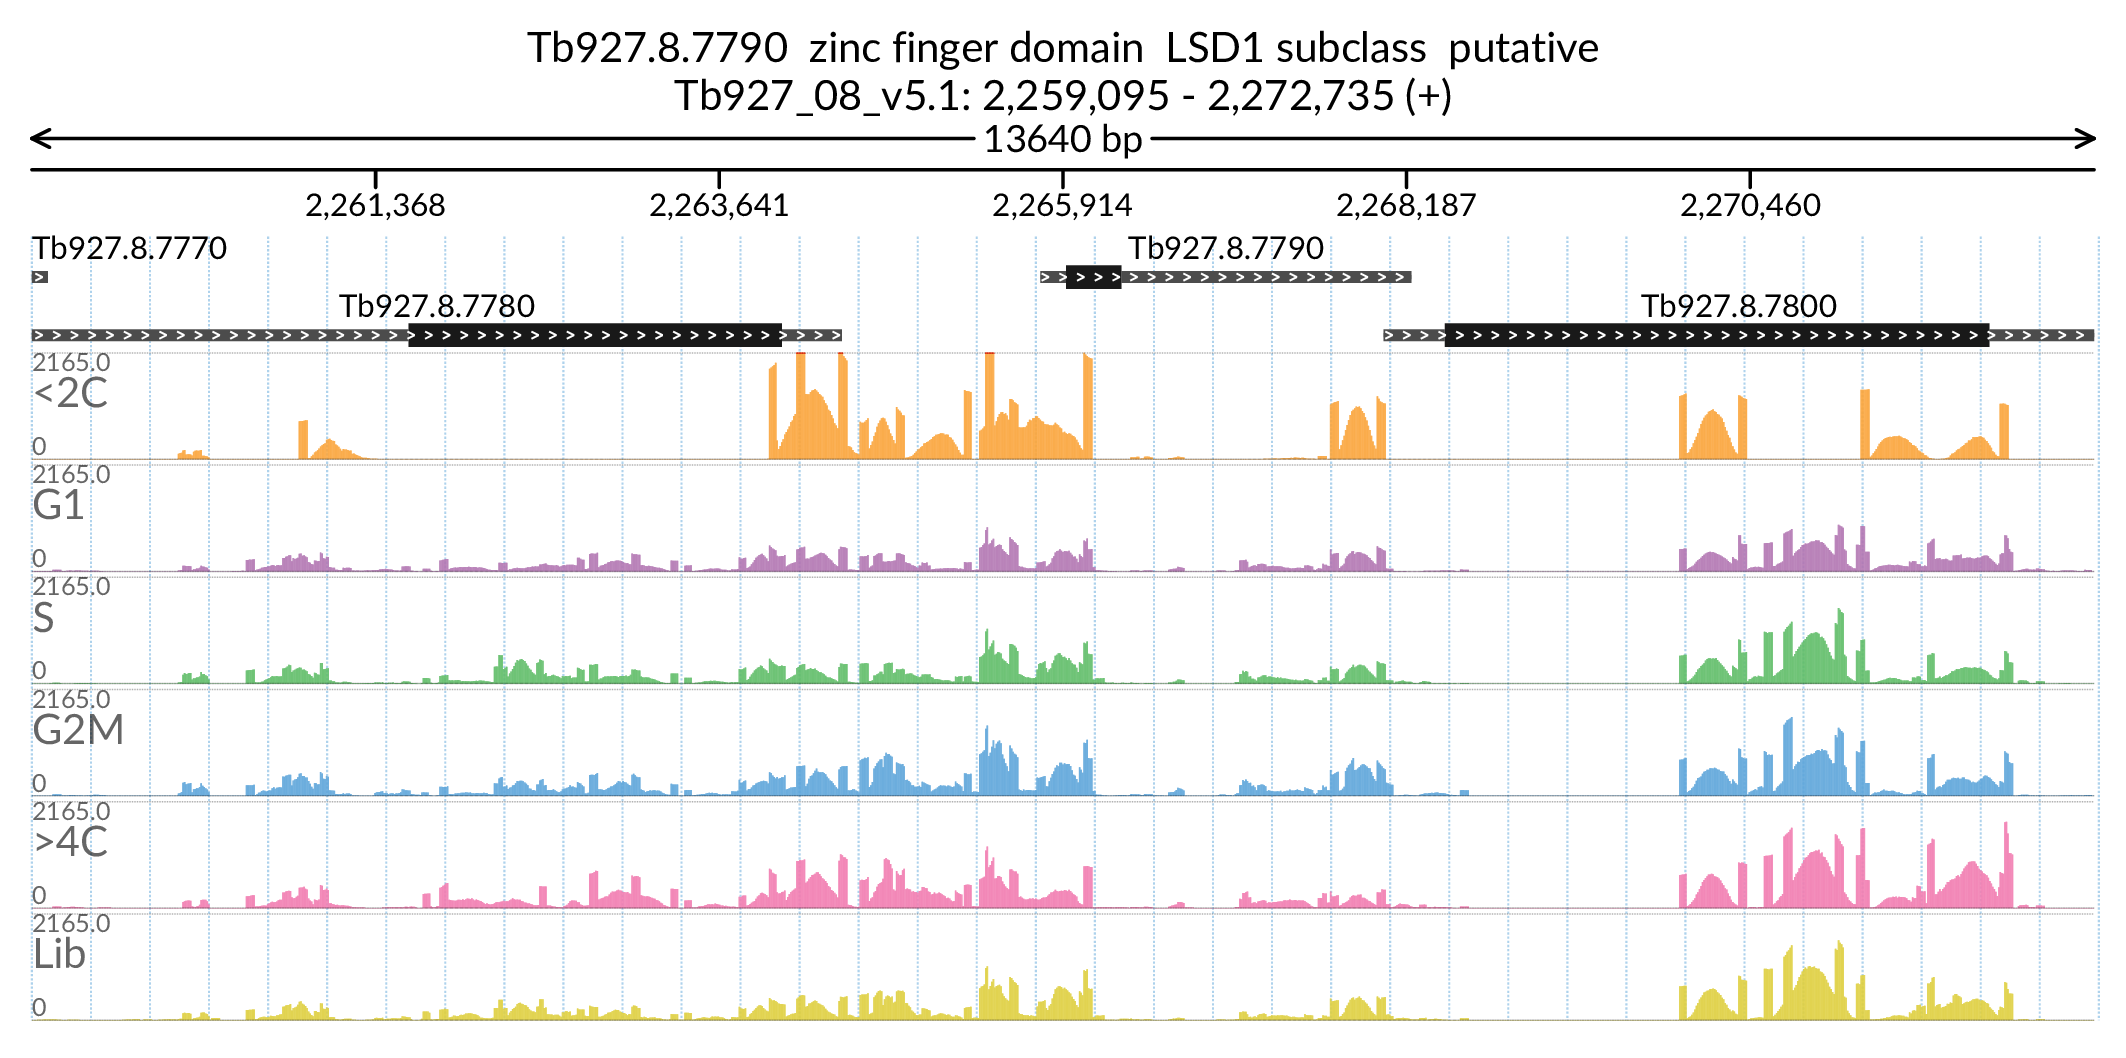 Tb927.8.7790  zinc finger domain  LSD1 subclass  putative
Tb927_08_v5.1: 2,259,095 - 2,272,735 (+)
13640 bp
2,261,368 2,263,641 2,265,914 2,268,187 2,270,460
Tb927.8.7770 Tb927.8.7790
Tb927.8.7780 Tb927.8.7800
2165.0
<2C
0
2165.0
G1
0
2165.0
S
0
2165.0
G2M
0
2165.0
>4C
0
2165.0
Lib
0